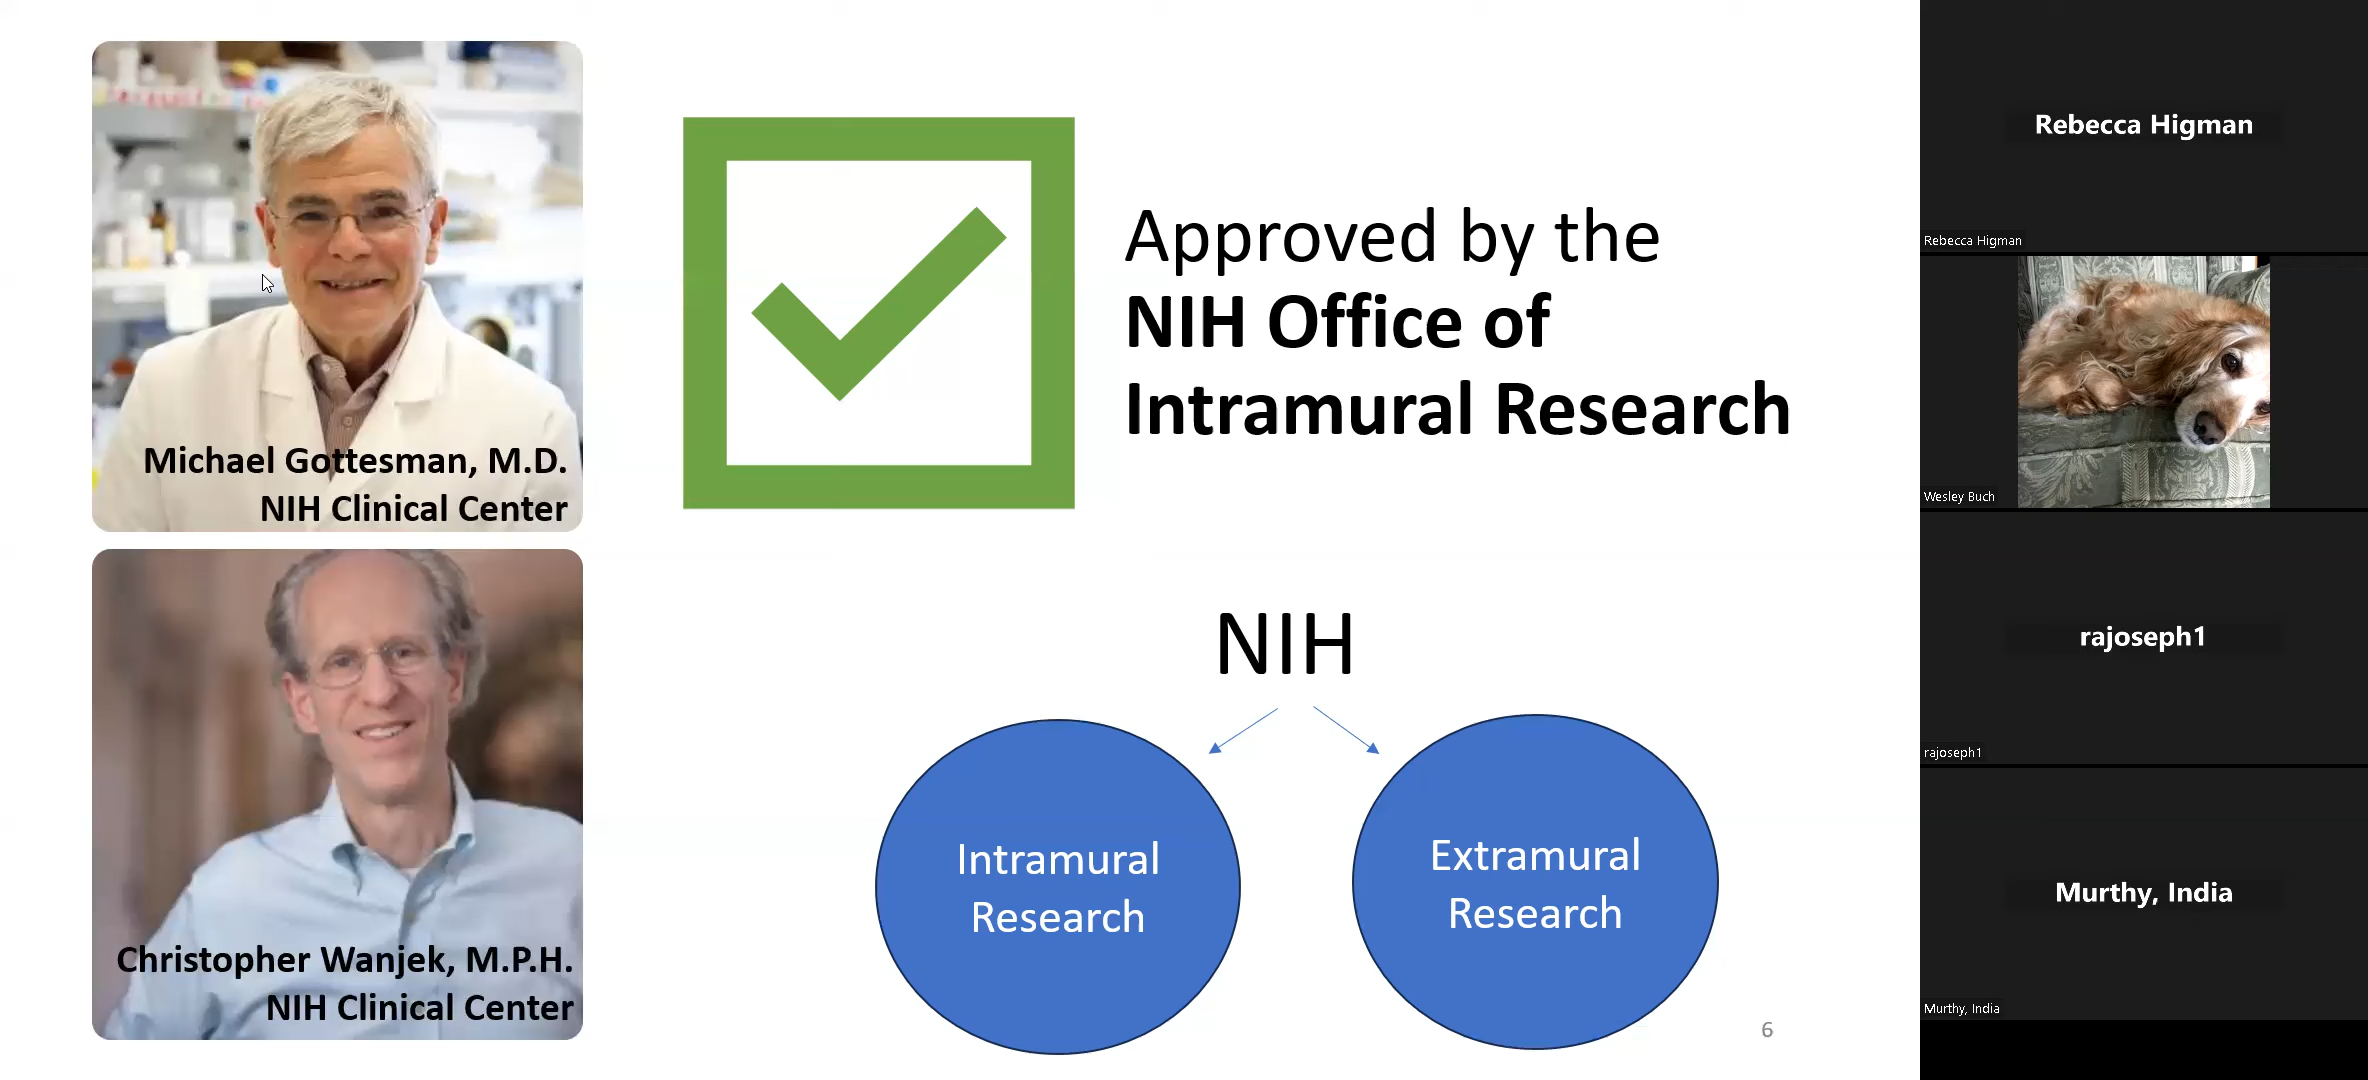 Michael Gottesman, M.D.
NIH Clinical Center
Christopher Wanjek, M.P.H.
NIH Clinical Center
Approved by the
NIH Office of
Intramural Research
NIH
Intramural
Research
Extramural
Research
6
Rebecca Higman
Rebecca Higman
Wesley Buch
rajoseph1
rajoseph1
Murthy, India
Murthy, India